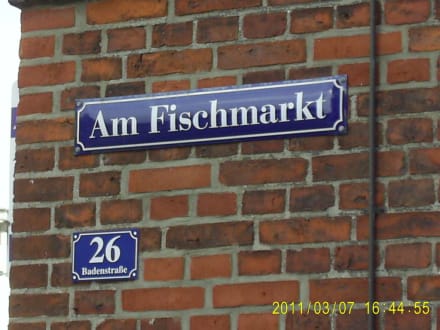 Am Fischmarkt
26
Badenstraße
2011/03/07 16:44:55